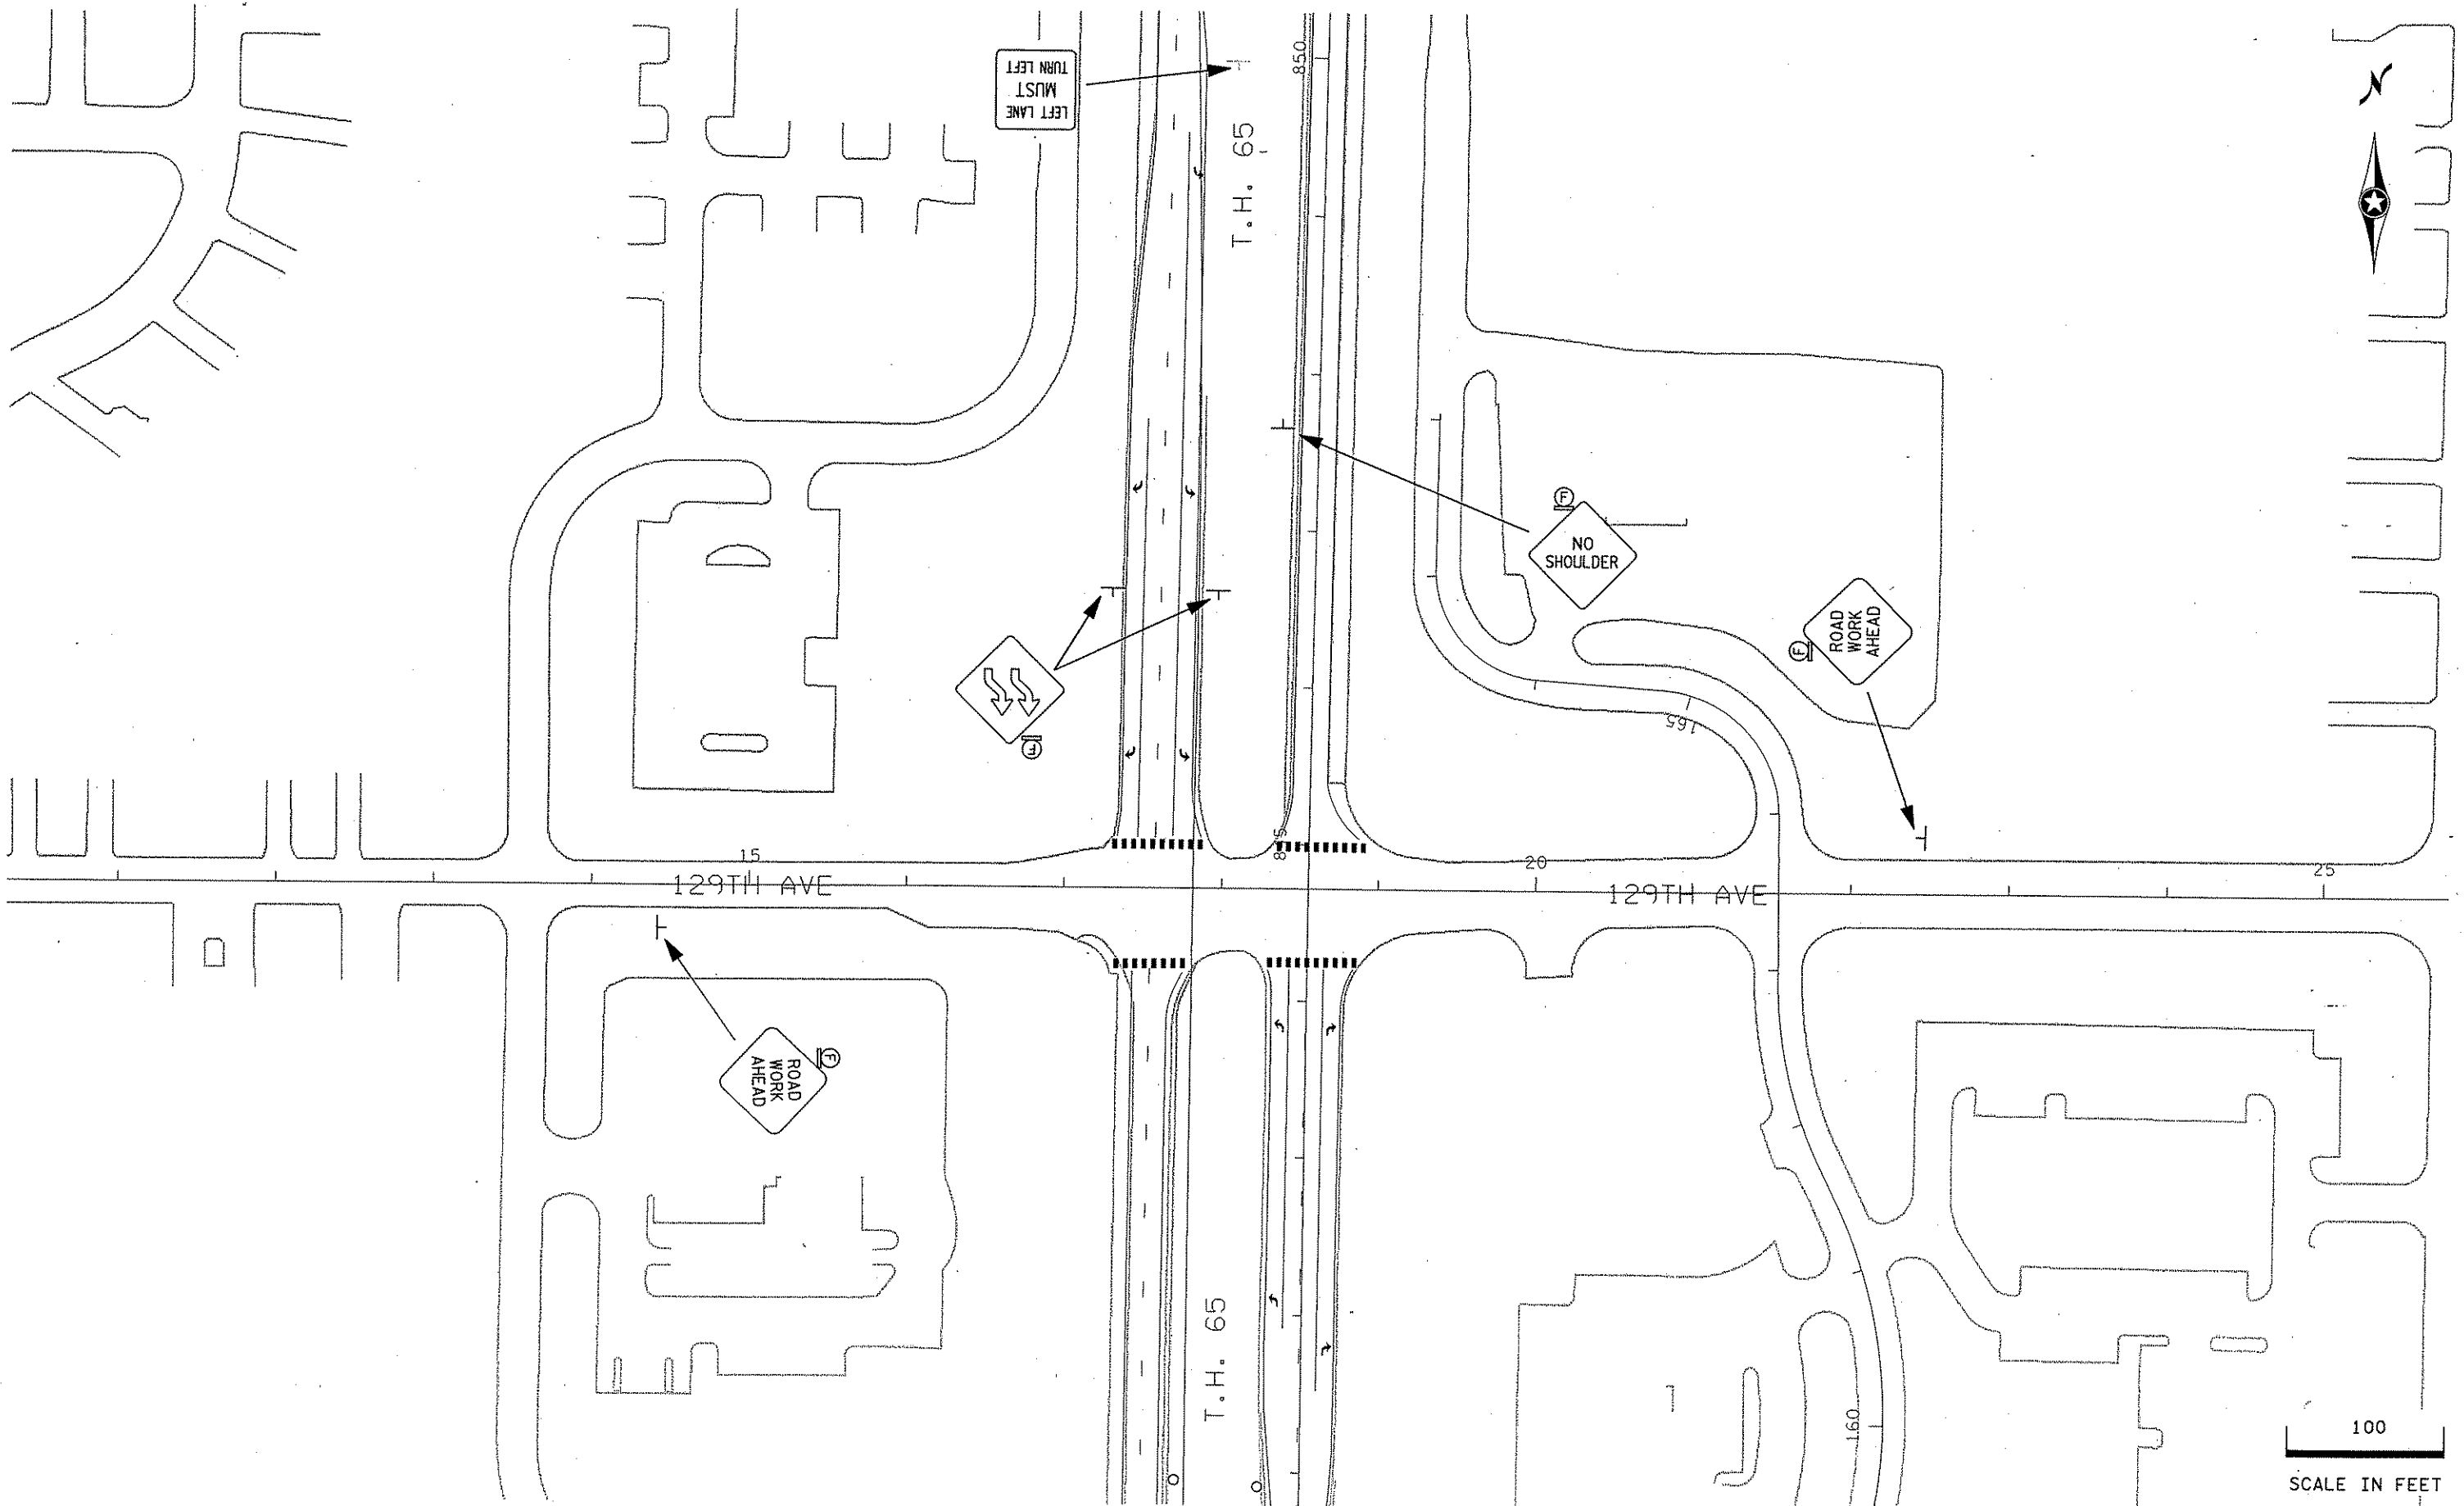 LEFT LANE
MUST
TURN LEFT
850
T.H. 65
N
F
NO
SHOULDER
ROAD
WORK
AHEAD
F
F
165
15
845
20
25
129TH AVE
129TH AVE
ROAD
WORK
AHEAD
F
T.H. 65
160
100
SCALE IN FEET